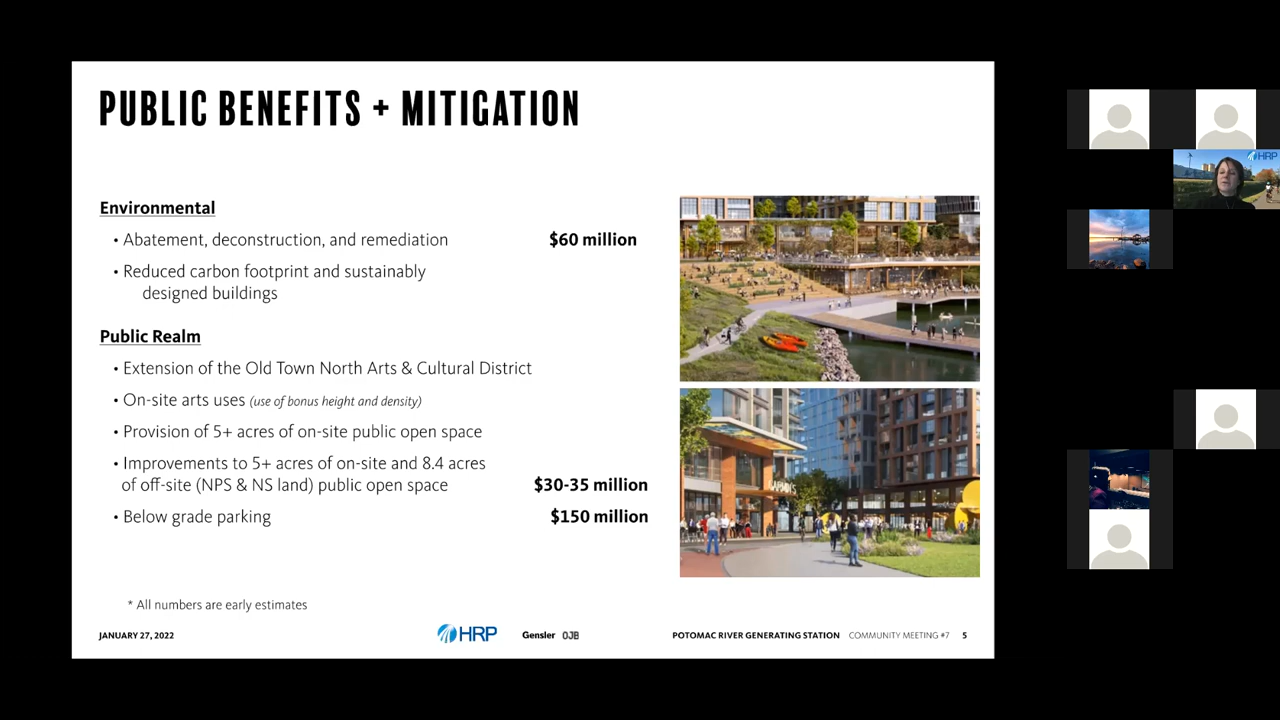 PUBLIC BENEFITS + MITIGATION
Environmental
• Abatement, deconstruction, and remediation $60 million
• Reduced carbon footprint and sustainably
designed buildings
Public Realm
• Extension of the Old Town North Arts & Cultural District
• On-site arts uses (use of bonus height and density)
• Provision of 5+ acres of on-site public open space
• Improvements to 5+ acres of on-site and 8.4 acres
of off-site (NPS & NS land) public open space $30-35 million
• Below grade parking $150 million
* All numbers are early estimates
JANUARY 27, 2022 HRP Gensler OJB POTOMAC RIVER GENERATING STATION COMMUNITY MEETING #7 5
HRP